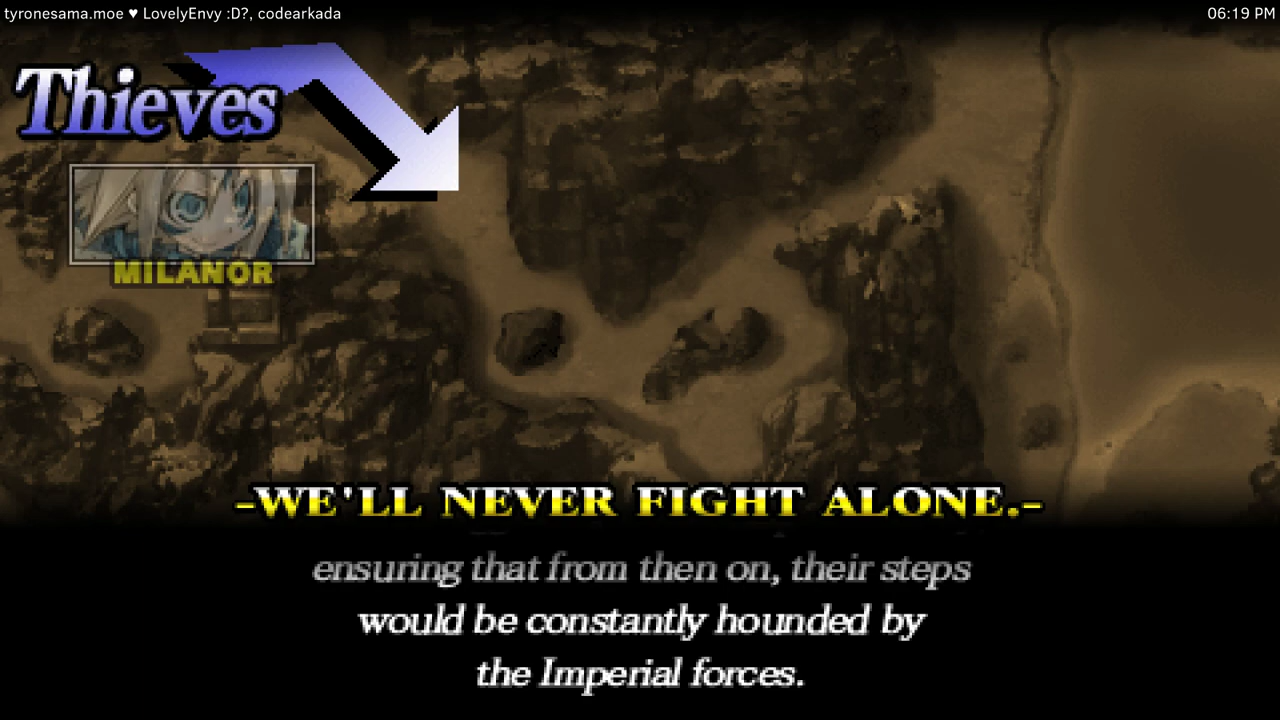 tyronesama.moe ♥ LovelyEnvy :D?, codearkada
06:19 PM
Thieves
MILANOR
-WE'LL NEVER FIGHT ALONE.-
ensuring that from then on, their steps
would be constantly hounded by
the Imperial forces.